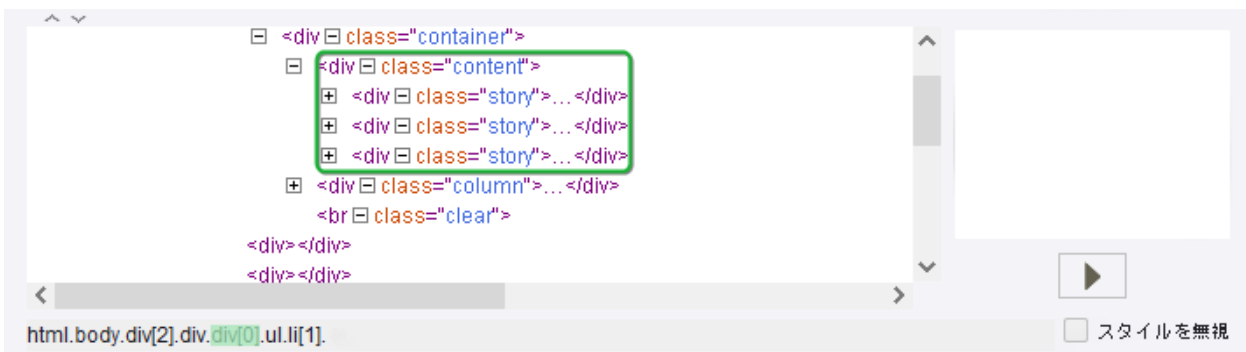 <div class="container">
<div class="content">
<div class="story">...</div>
<div class="story">...</div>
<div class="story">...</div>
<div class="column">...</div>
<br class="clear">
<div></div>
<div></div>
html.body.div[2].div.div[0].ul.li[1].
スタイルを無視